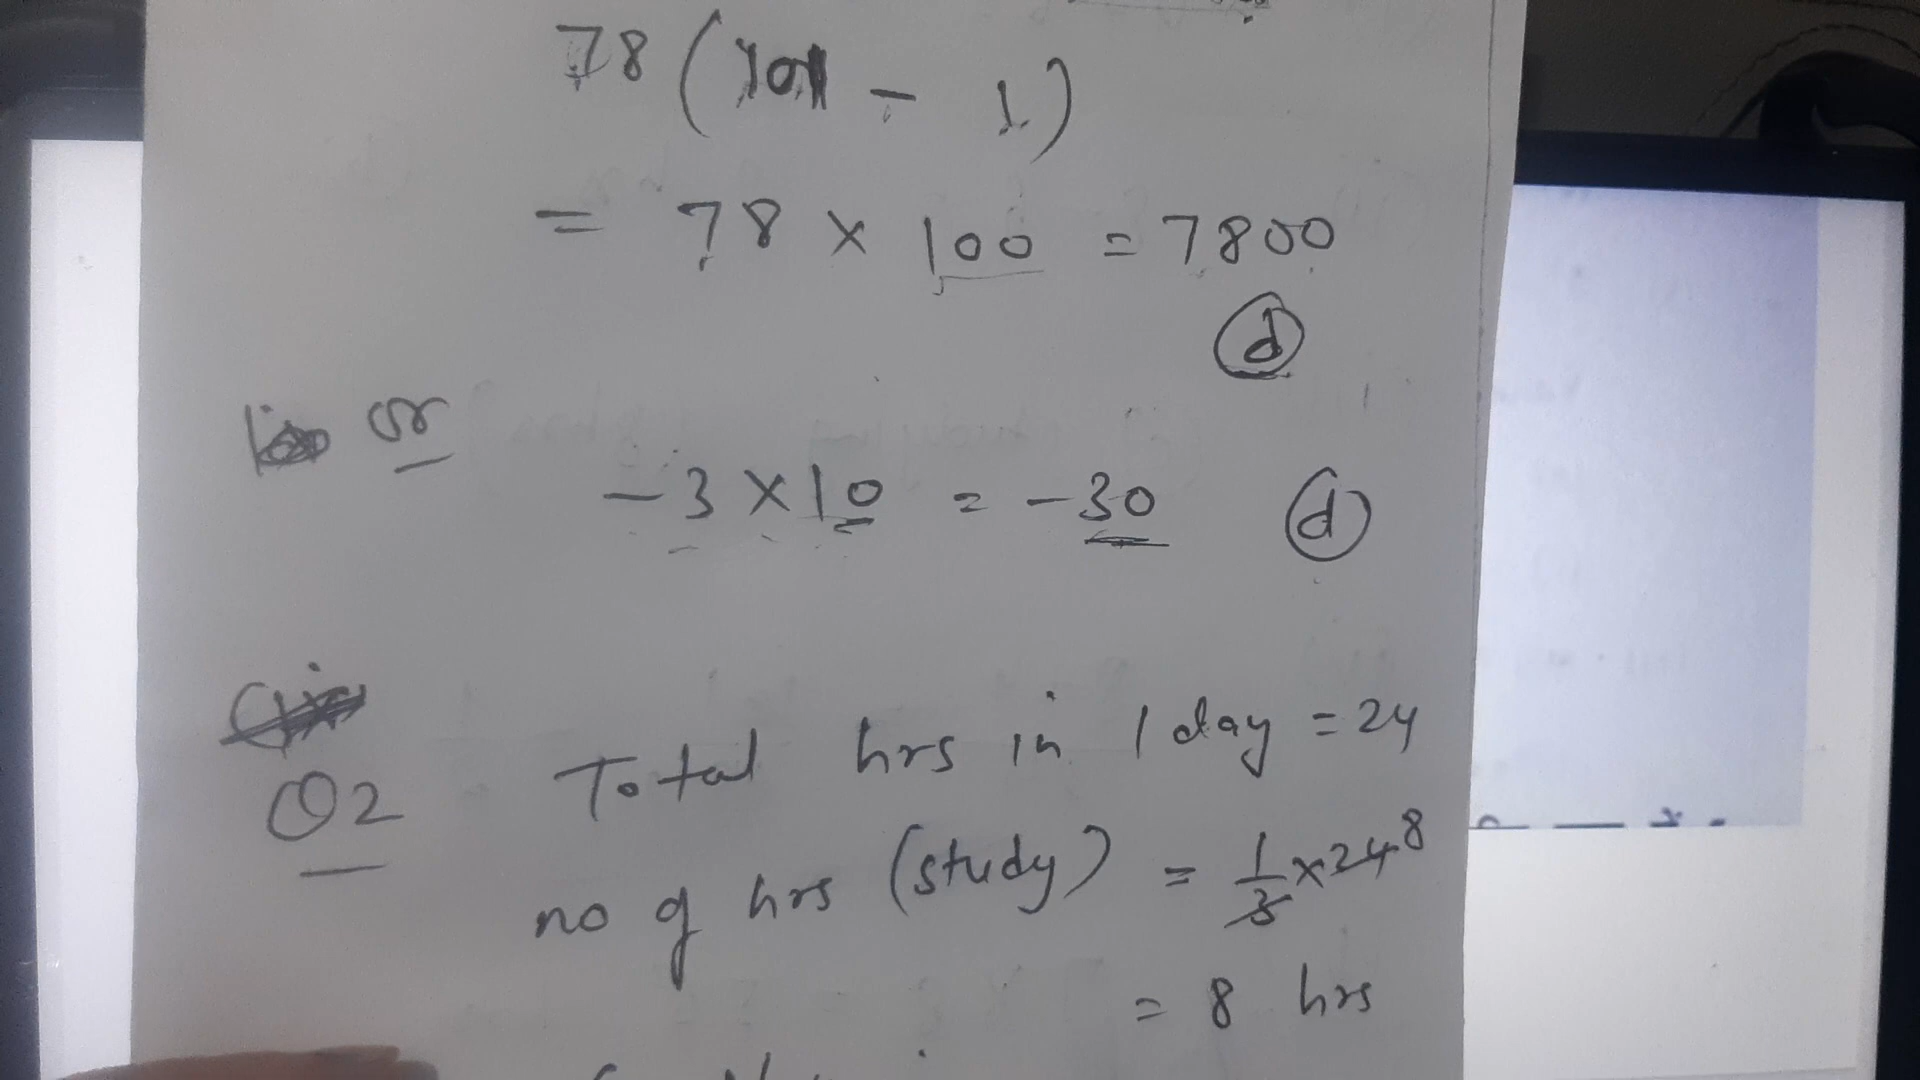 78 (101 - 1)
= 78 × 100 = 7800
(d)
or
-3 × 10 = -30 (d)
Q2 Total hrs in 1 day = 24
no of hrs (study) = 1/3 × 24 8
= 8 hrs